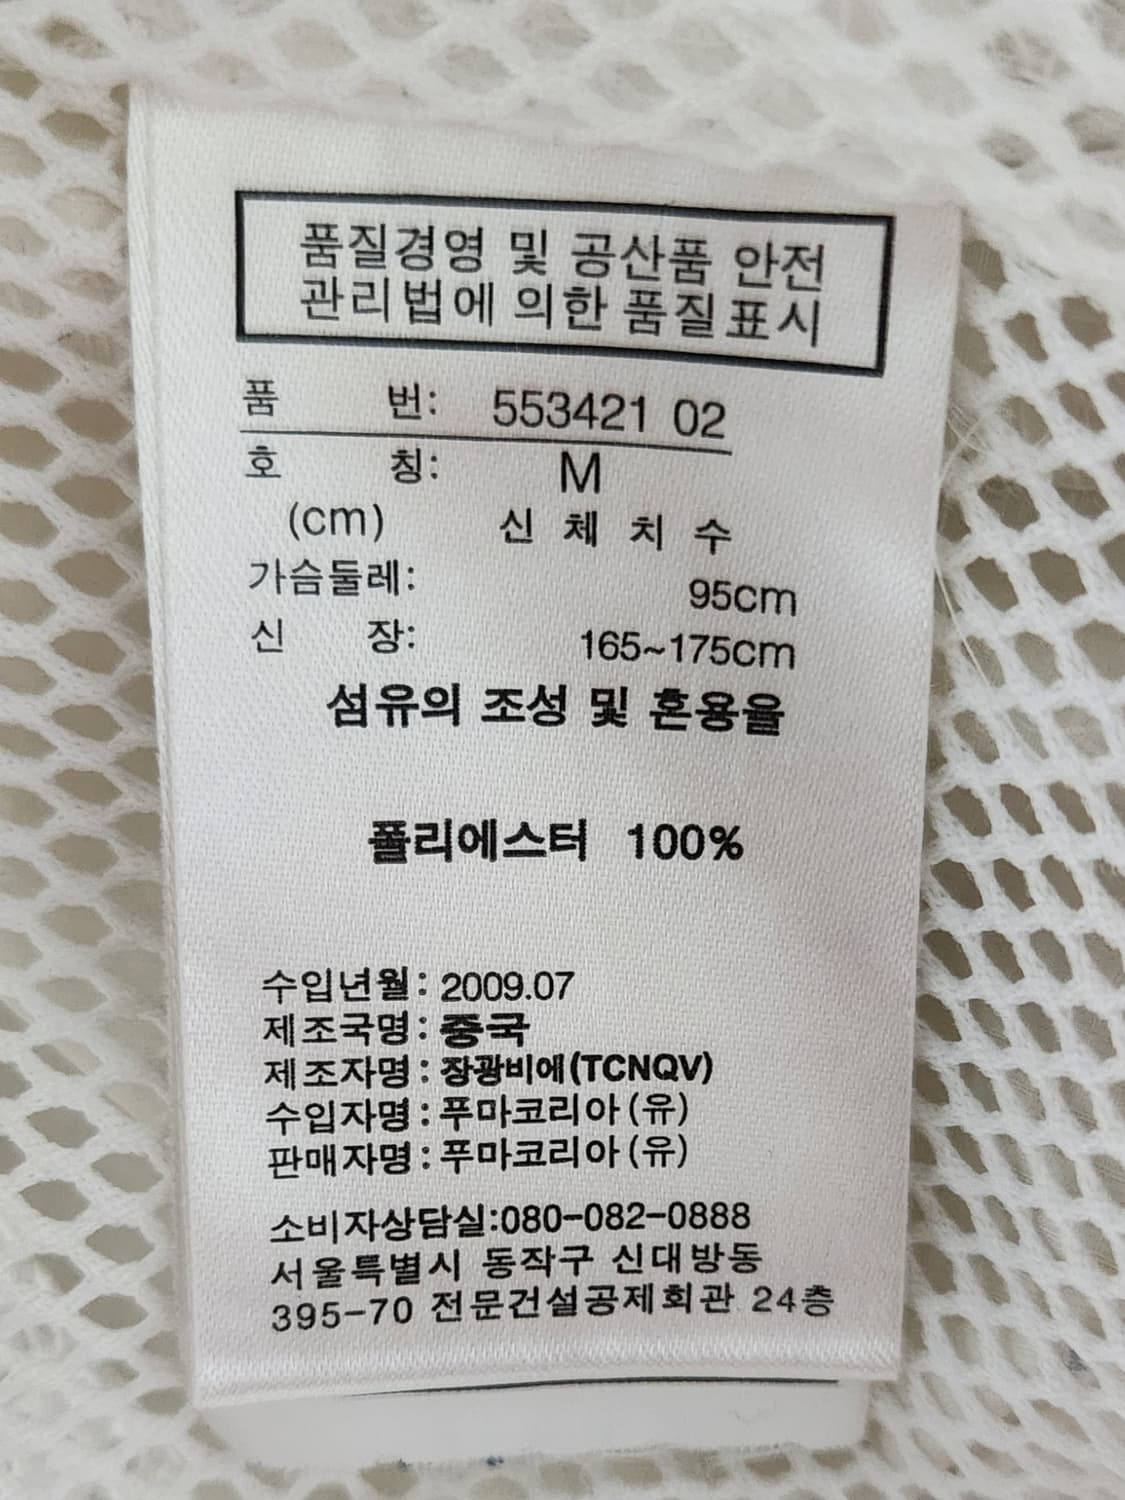 품질경영 및 공산품 안전
관리법에 의한 품질표시
품 번: 553421 02
호 칭: M
(cm) 신 체 치 수
가슴둘레: 95cm
신 장: 165~175cm
섬유의 조성 및 혼용율
폴리에스터 100%
수입년월: 2009.07
제조국명: 중국
제조자명: 장광비에(TCNQV)
수입자명: 푸마코리아(유)
판매자명: 푸마코리아(유)
소비자상담실:080-082-0888
서울특별시 동작구 신대방동
395-70 전문건설공제회관 24층